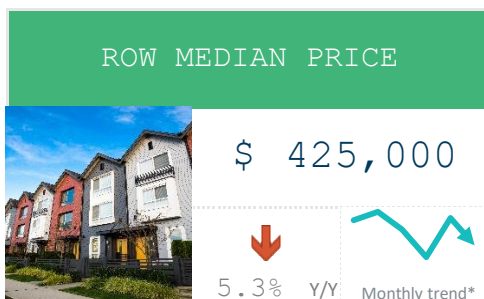 ROW MEDIAN PRICE
$ 425,000
5.3% Y/Y
Monthly trend*